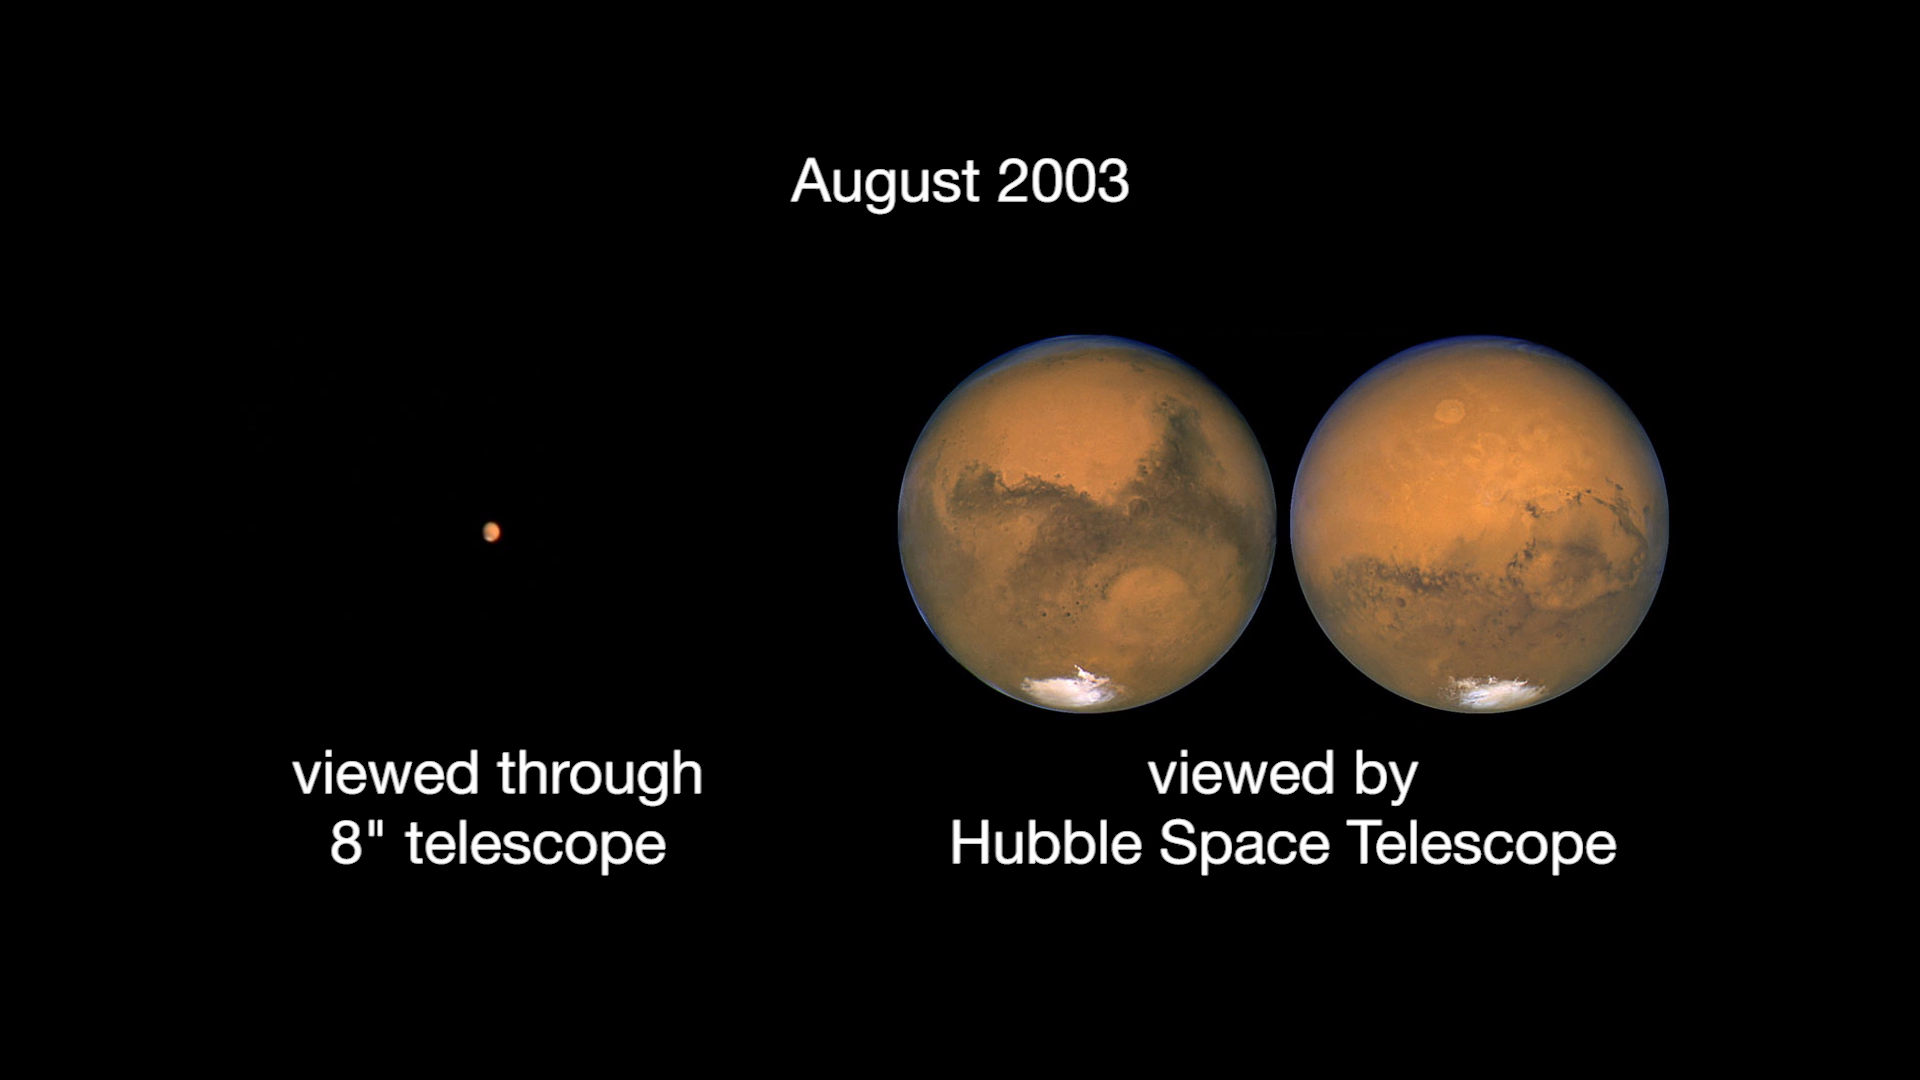 August 2003
viewed through
8" telescope
viewed by
Hubble Space Telescope